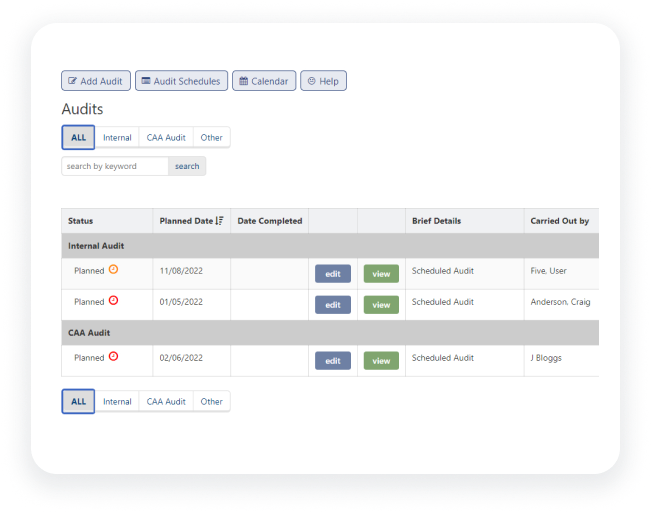 Add Audit Audit Schedules Calendar Help
Audits
ALL Internal CAA Audit Other
search by keyword search
Status Planned Date Date Completed Brief Details Carried Out by
Internal Audit
Planned 11/08/2022 edit view Scheduled Audit Five, User
Planned 01/05/2022 edit view Scheduled Audit Anderson, Craig
CAA Audit
Planned 02/06/2022 edit view Scheduled Audit J Bloggs
ALL Internal CAA Audit Other